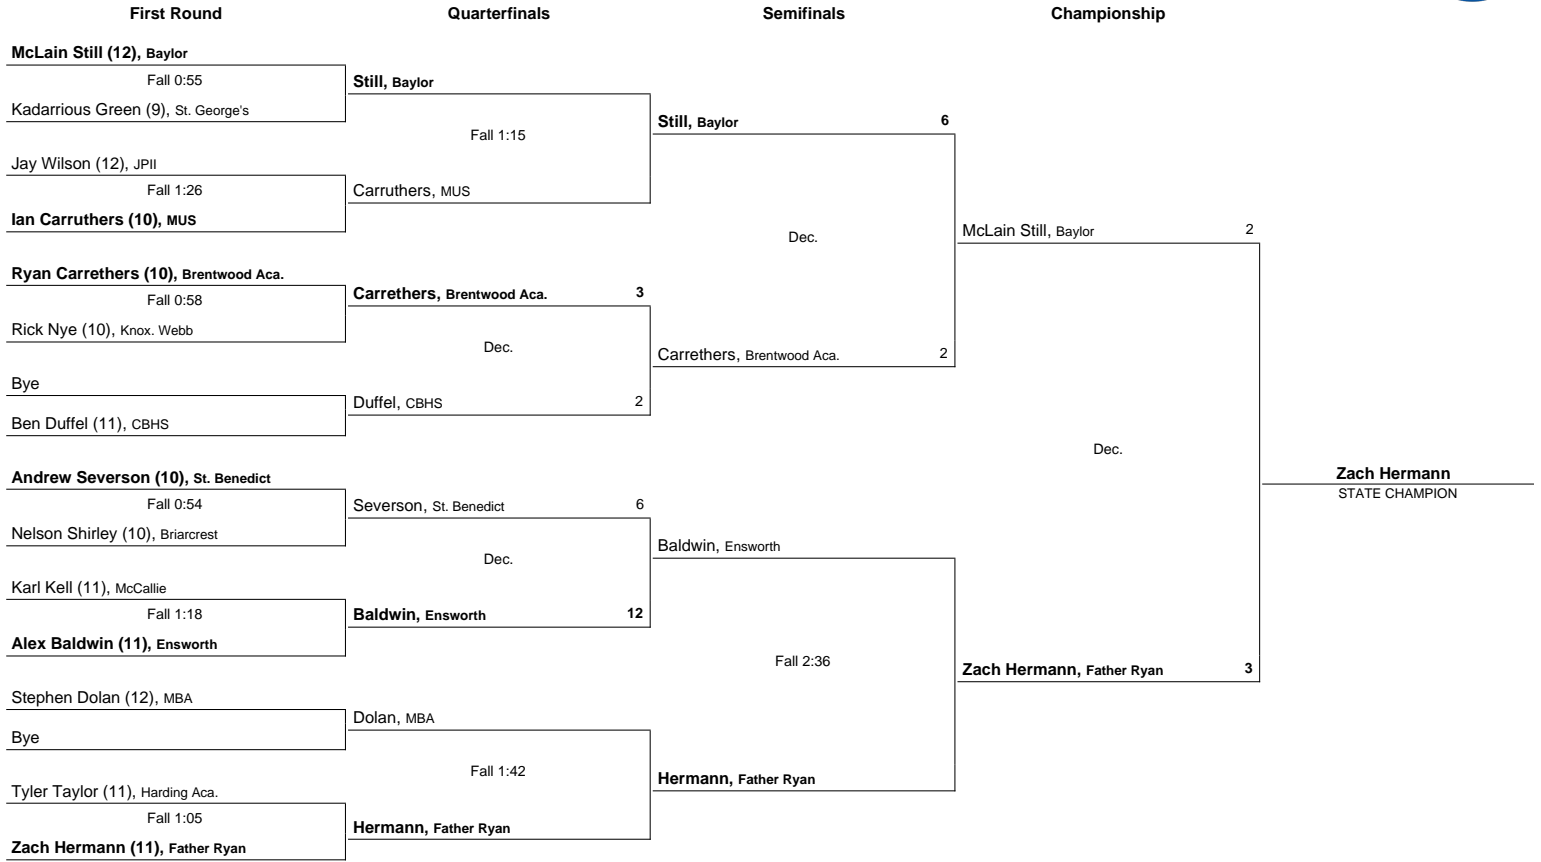 First Round
Quarterfinals
Semifinals
Championship
McLain Still (12), Baylor
Fall 0:55
Kadarrious Green (9), St. George's
Jay Wilson (12), JPII
Fall 1:26
Ian Carruthers (10), MUS
Ryan Carrethers (10), Brentwood Aca.
Fall 0:58
Rick Nye (10), Knox. Webb
Bye
Ben Duffel (11), CBHS
Andrew Severson (10), St. Benedict
Fall 0:54
Nelson Shirley (10), Briarcrest
Karl Kell (11), McCallie
Fall 1:18
Alex Baldwin (11), Ensworth
Stephen Dolan (12), MBA
Bye
Tyler Taylor (11), Harding Aca.
Fall 1:05
Zach Hermann (11), Father Ryan
Still, Baylor
Fall 1:15
Carruthers, MUS
Carrethers, Brentwood Aca. 3
Dec.
Duffel, CBHS 2
Severson, St. Benedict 6
Dec.
Baldwin, Ensworth 12
Dolan, MBA
Fall 1:42
Hermann, Father Ryan
Still, Baylor 6
Dec.
Carrethers, Brentwood Aca. 2
Baldwin, Ensworth
Fall 2:36
Hermann, Father Ryan
McLain Still, Baylor 2
Dec.
Zach Hermann, Father Ryan 3
Zach Hermann
STATE CHAMPION